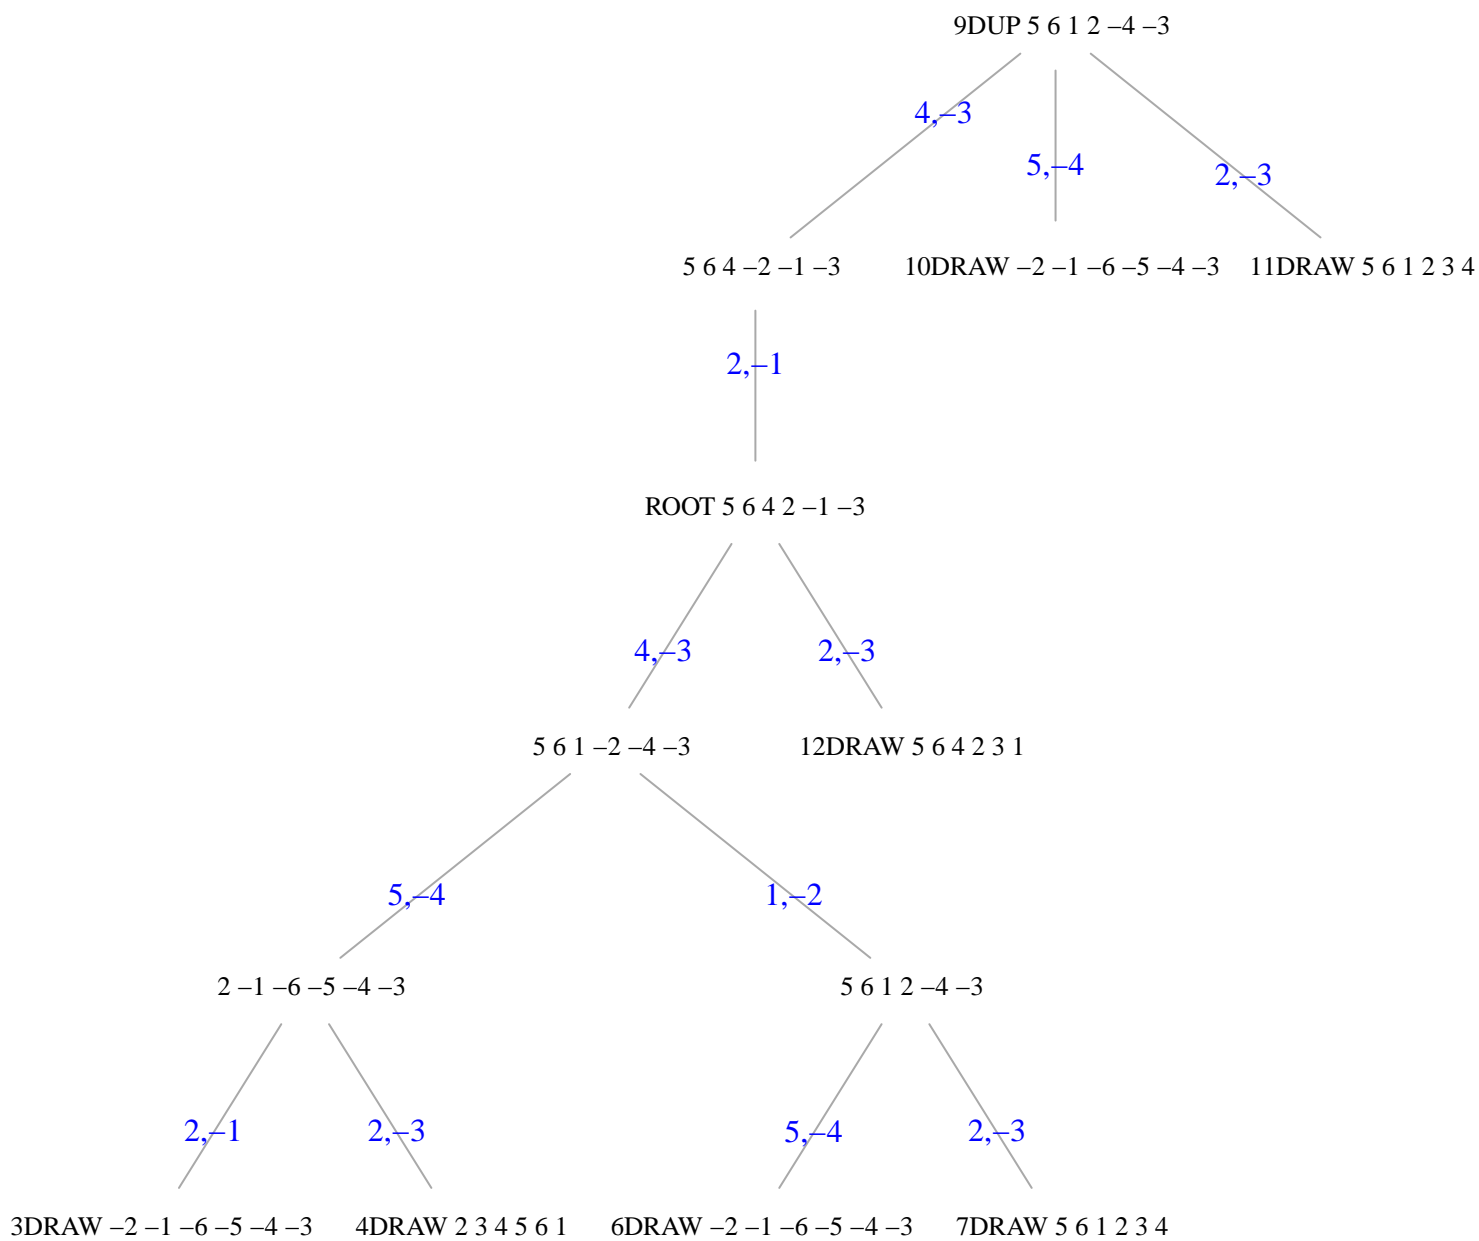 9DUP 5 6 1 2 –4 –3
4,–3
5,–4
2,–3
5 6 4 –2 –1 –3
10DRAW –2 –1 –6 –5 –4 –3
11DRAW 5 6 1 2 3 4
2,–1
ROOT 5 6 4 2 –1 –3
4,–3
2,–3
5 6 1 –2 –4 –3
12DRAW 5 6 4 2 3 1
5,–4
1,–2
2 –1 –6 –5 –4 –3
5 6 1 2 –4 –3
2,–1
2,–3
5,–4
2,–3
3DRAW –2 –1 –6 –5 –4 –3
4DRAW 2 3 4 5 6 1
6DRAW –2 –1 –6 –5 –4 –3
7DRAW 5 6 1 2 3 4